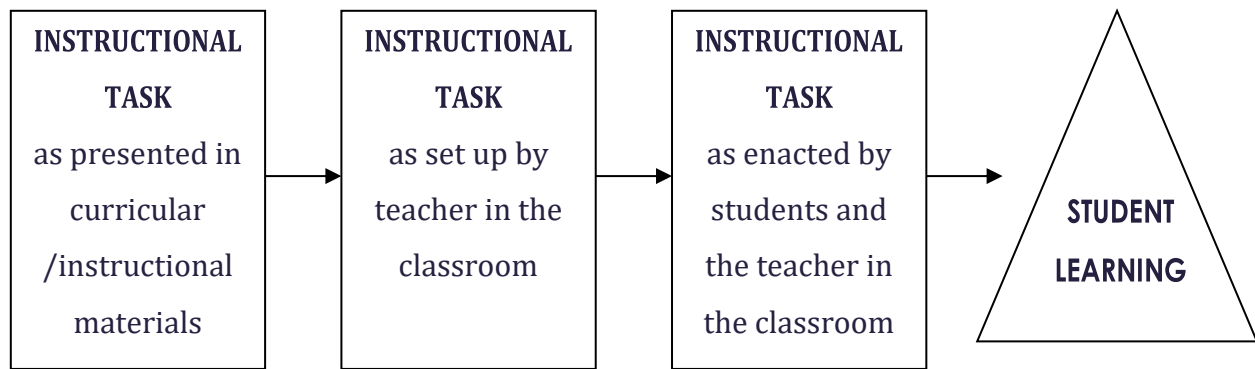 INSTRUCTIONAL
TASK
as presented in
curricular
/instructional
materials
INSTRUCTIONAL
TASK
as set up by
teacher in the
classroom
INSTRUCTIONAL
TASK
as enacted by
students and
the teacher in
the classroom
STUDENT
LEARNING